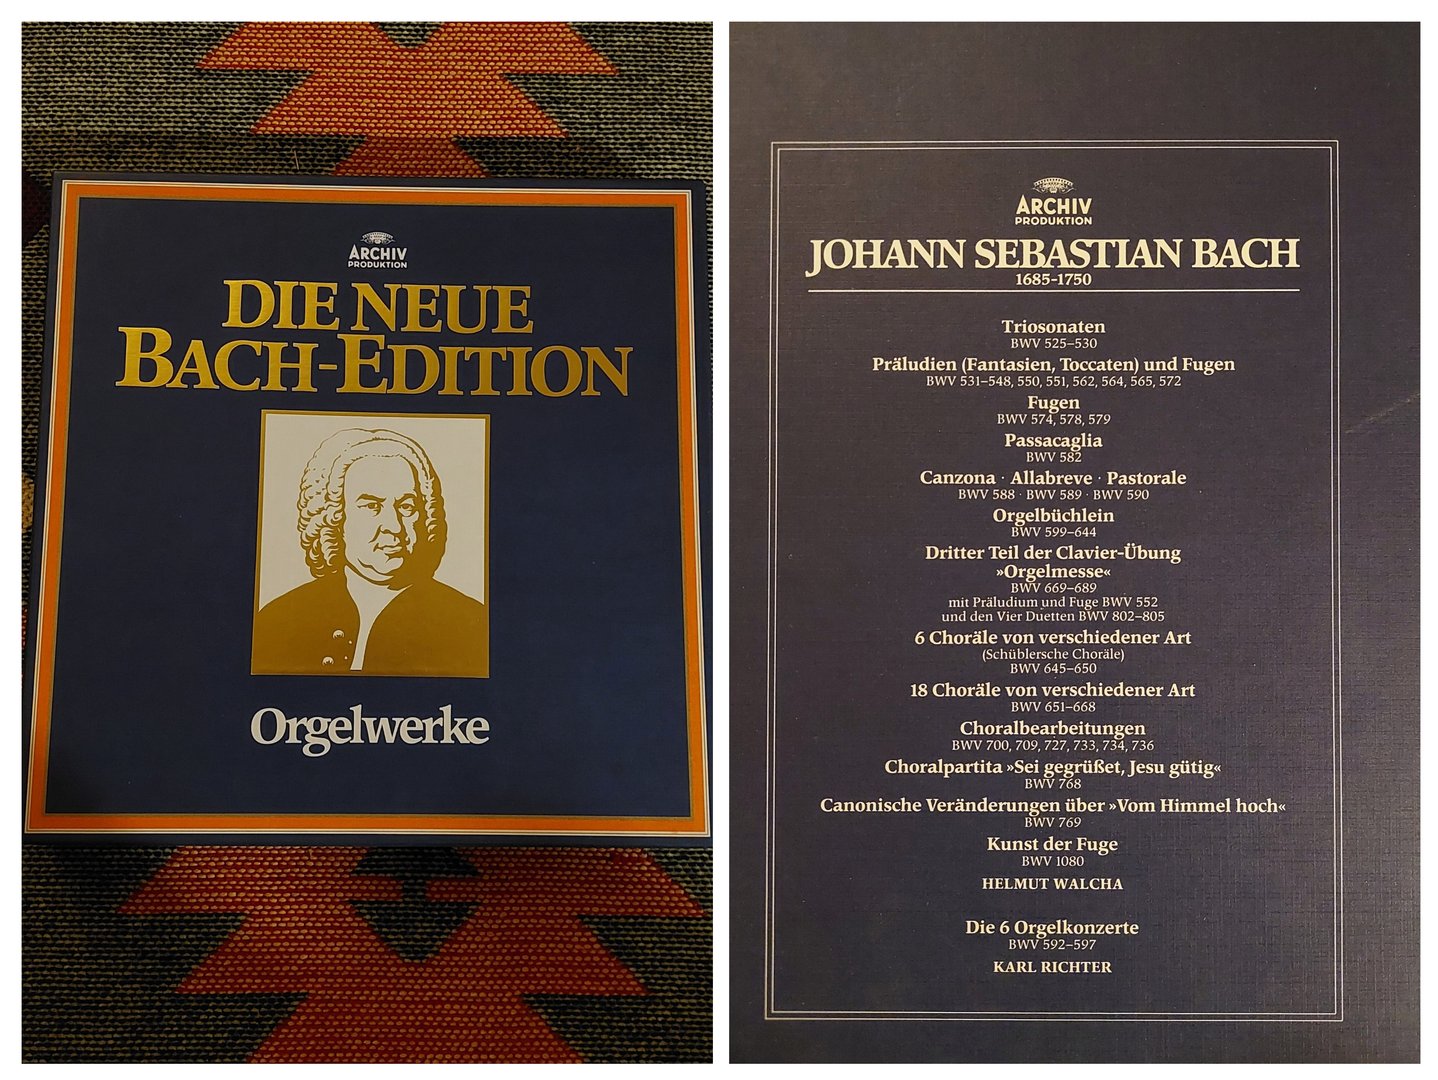 ARCHIV
PRODUKTION
DIE NEUE
BACH-EDITION
Orgelwerke
ARCHIV
PRODUKTION
JOHANN SEBASTIAN BACH
1685-1750
Triosonaten
BWV 525–530
Präludien (Fantasien, Toccaten) und Fugen
BWV 531–548, 550, 551, 562, 564, 565, 572
Fugen
BWV 574, 578, 579
Passacaglia
BWV 582
Canzona · Allabreve · Pastorale
BWV 588 · BWV 589 · BWV 590
Orgelbüchlein
BWV 599–644
Dritter Teil der Clavier-Übung
»Orgelmesse«
BWV 669–689
mit Präludium und Fuge BWV 552
und den Vier Duetten BWV 802–805
6 Choräle von verschiedener Art
(Schüblersche Choräle)
BWV 645–650
18 Choräle von verschiedener Art
BWV 651–668
Choralbearbeitungen
BWV 700, 709, 727, 733, 734, 736
Choralpartita »Sei gegrüßet, Jesu gütig«
BWV 768
Canonische Veränderungen über »Vom Himmel hoch«
BWV 769
Kunst der Fuge
BWV 1080
HELMUT WALCHA
Die 6 Orgelkonzerte
BWV 592–597
KARL RICHTER